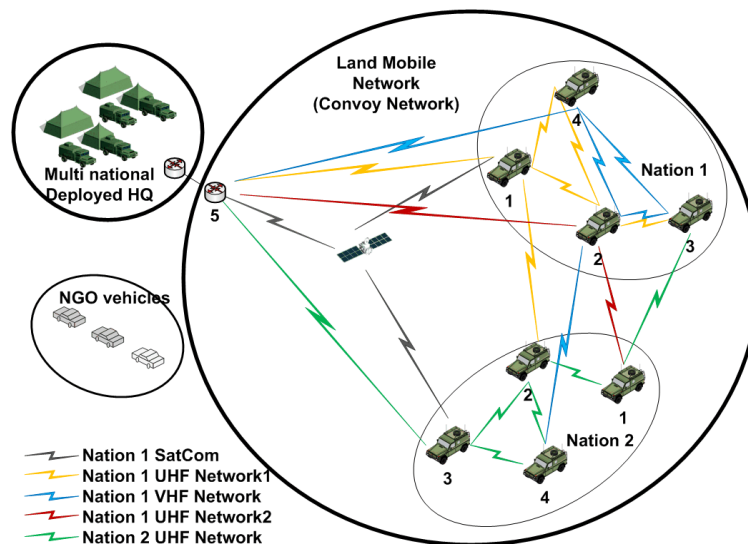 Land Mobile
Network
(Convoy Network)
Multi national
Deployed HQ
5
4
Nation 1
1
2
3
NGO vehicles
2
1
Nation 2
3
4
Nation 1 SatCom
Nation 1 UHF Network1
Nation 1 VHF Network
Nation 1 UHF Network2
Nation 2 UHF Network